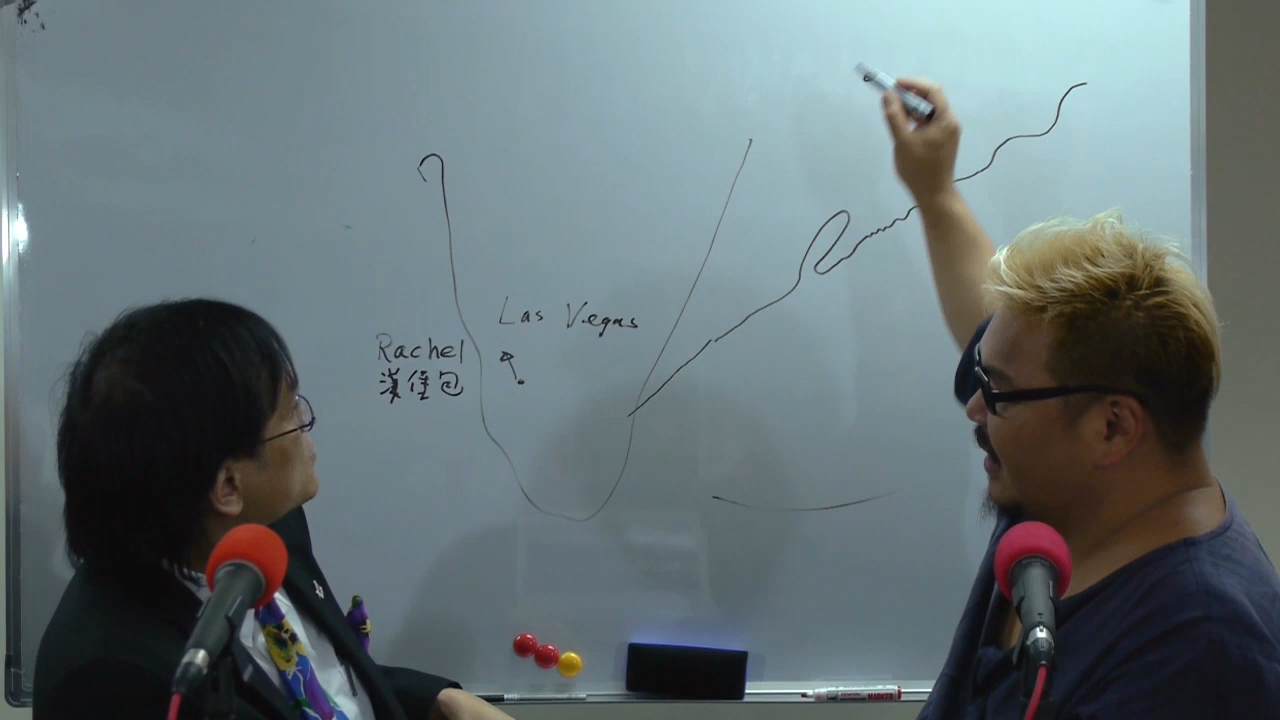 Las Vegas
Rachel
漢堡包